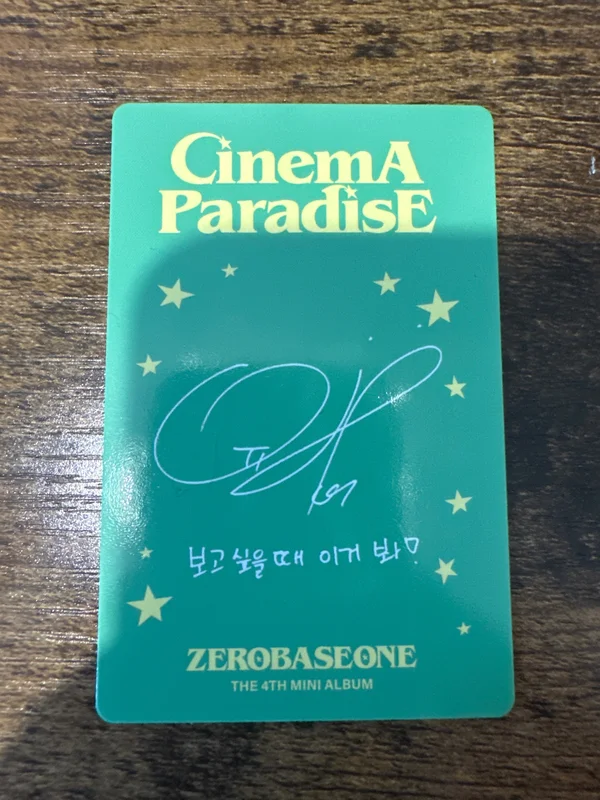 CinemA
ParadisE
보고 싶을 때 이거 봐♡
ZEROBASEONE
THE 4TH MINI ALBUM